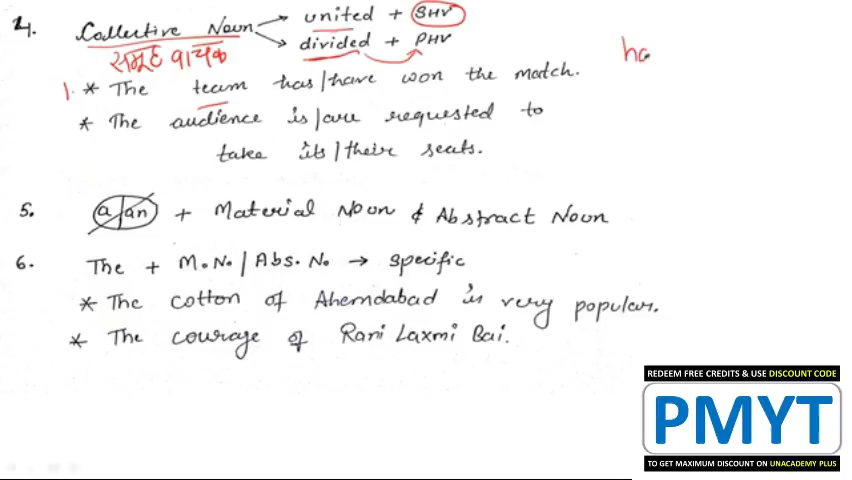 4. Collective Noun → united + SHV
→ divided + PHV
समूह वाचक
1. * The team has/have won the match.
ha
* The audience is/are requested to
take its/their seats.
5. a/an + Material Noun & Abstract Noun
6. The + M.N./Abs.N. → Specific
* The cotton of Ahemdabad is very popular.
* The courage of Rani Laxmi Bai.
REDEEM FREE CREDITS & USE DISCOUNT CODE
PMYT
TO GET MAXIMUM DISCOUNT ON UNACADEMY PLUS